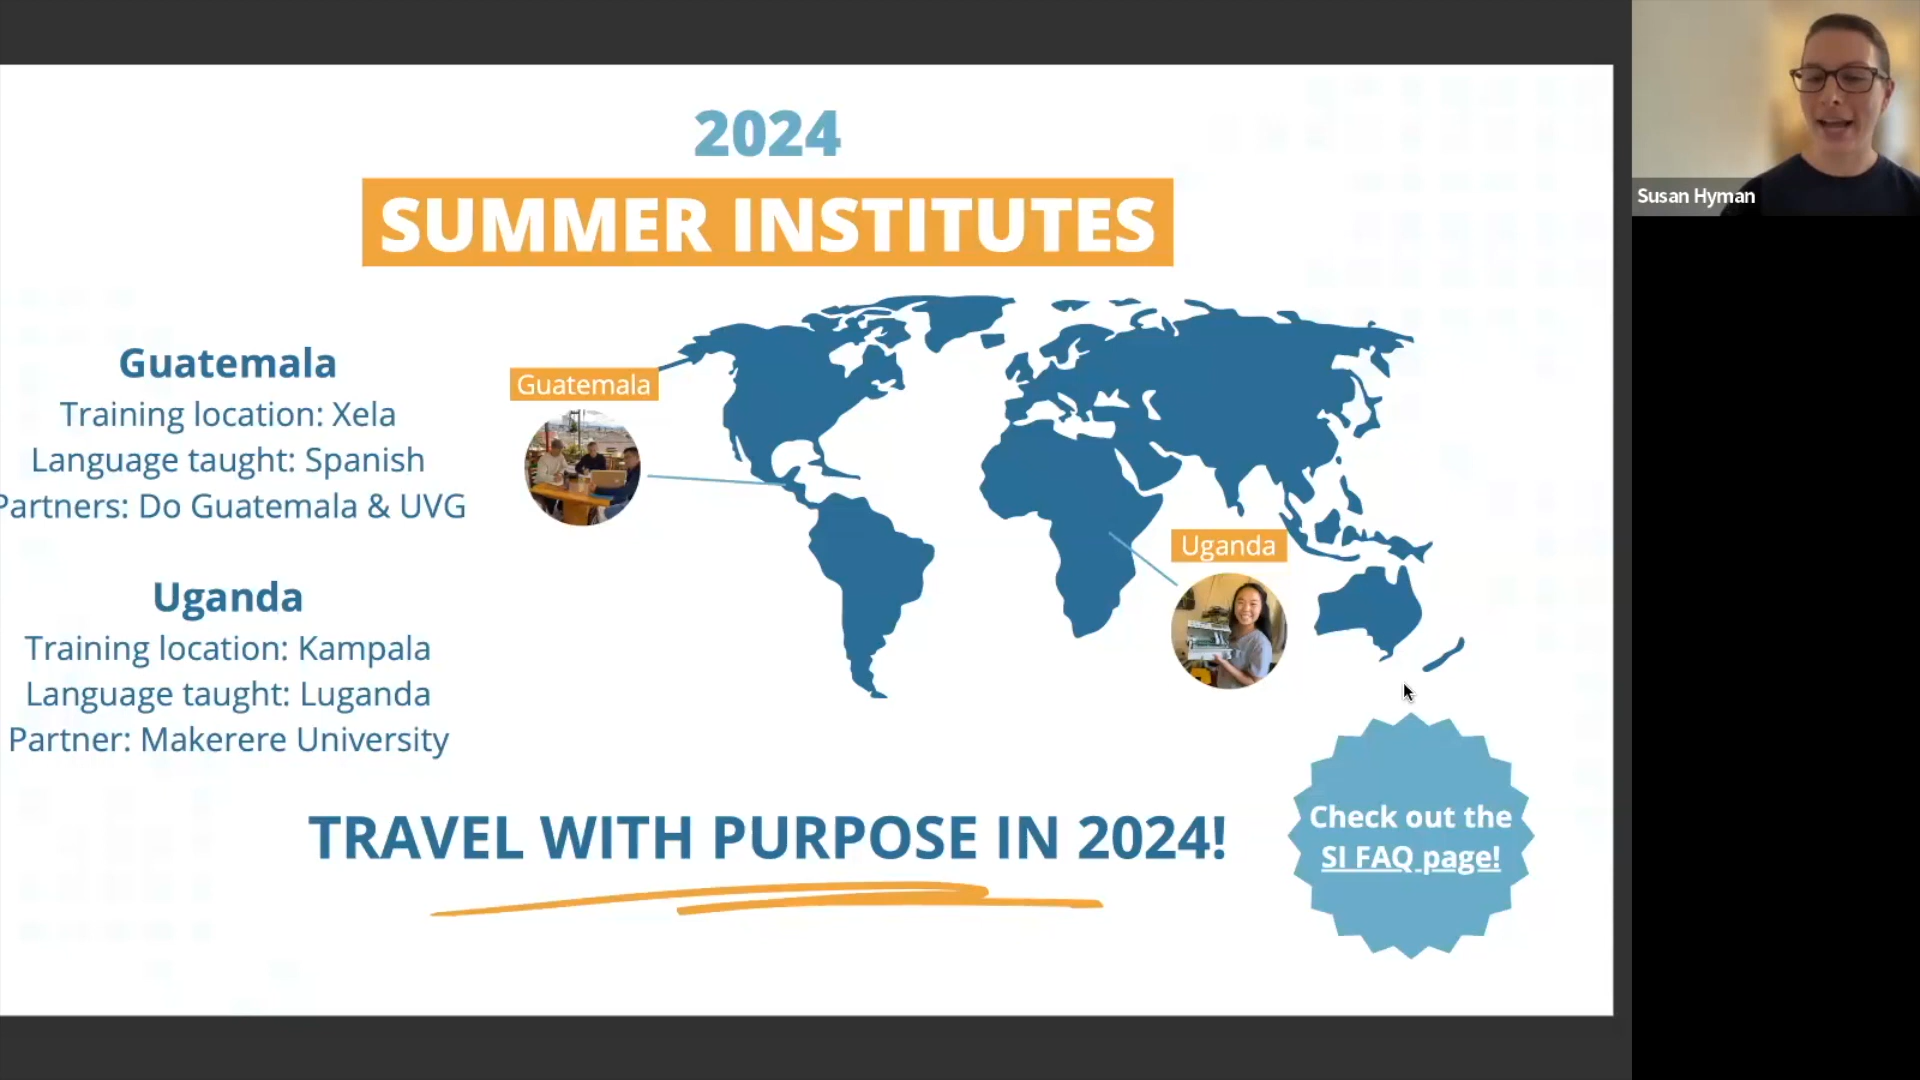 2024
SUMMER INSTITUTES
Guatemala
Training location: Xela
Language taught: Spanish
Partners: Do Guatemala & UVG
Uganda
Training location: Kampala
Language taught: Luganda
Partner: Makerere University
Guatemala
Uganda
TRAVEL WITH PURPOSE IN 2024!
Check out the
SI FAQ page!
Susan Hyman